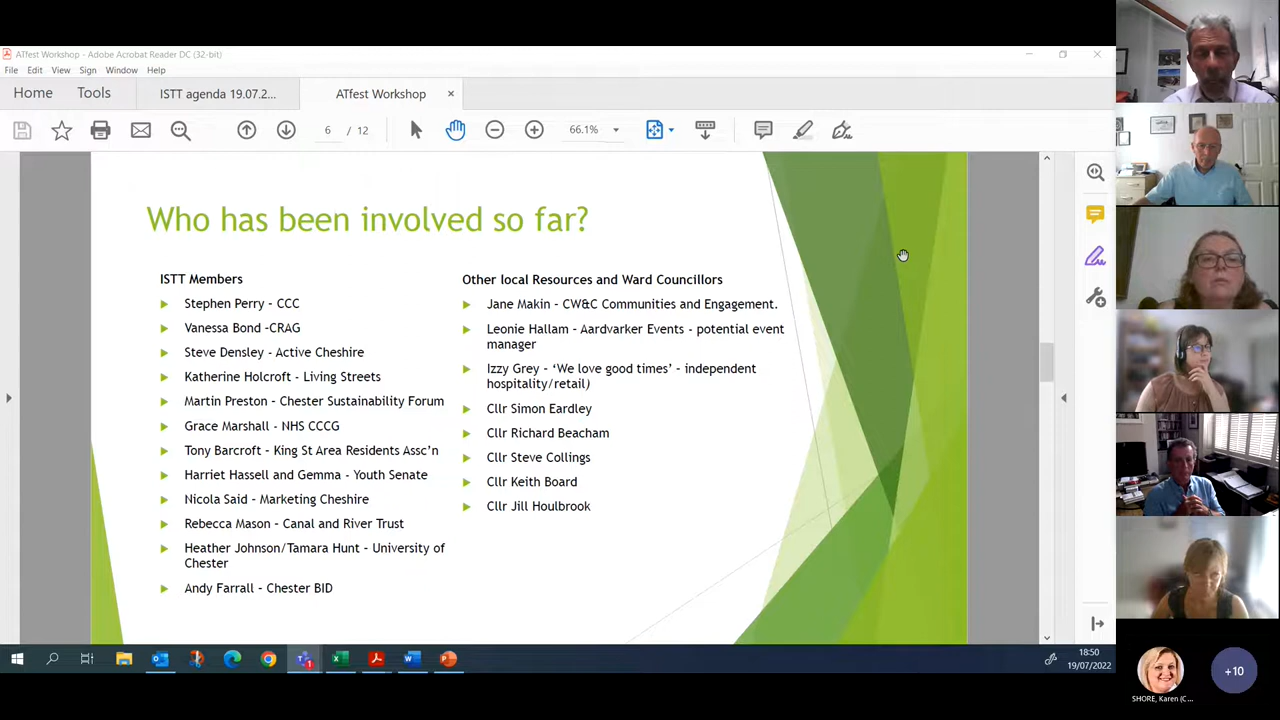 ATfest Workshop - Adobe Acrobat Reader DC (32-bit)
File Edit View Sign Window Help
Home Tools ISTT agenda 19.07.2... ATfest Workshop ×
6 / 12 66.1%
Who has been involved so far?
ISTT Members
Stephen Perry - CCC
Vanessa Bond -CRAG
Steve Densley - Active Cheshire
Katherine Holcroft - Living Streets
Martin Preston - Chester Sustainability Forum
Grace Marshall - NHS CCCG
Tony Barcroft - King St Area Residents Assc’n
Harriet Hassell and Gemma - Youth Senate
Nicola Said - Marketing Cheshire
Rebecca Mason - Canal and River Trust
Heather Johnson/Tamara Hunt - University of
Chester
Andy Farrall - Chester BID
Other local Resources and Ward Councillors
Jane Makin - CW&C Communities and Engagement.
Leonie Hallam - Aardvarker Events - potential event
manager
Izzy Grey - ‘We love good times’ - independent
hospitality/retail)
Cllr Simon Eardley
Cllr Richard Beacham
Cllr Steve Collings
Cllr Keith Board
Cllr Jill Houlbrook
18:50
19/07/2022
+10
SHORE, Karen (C...